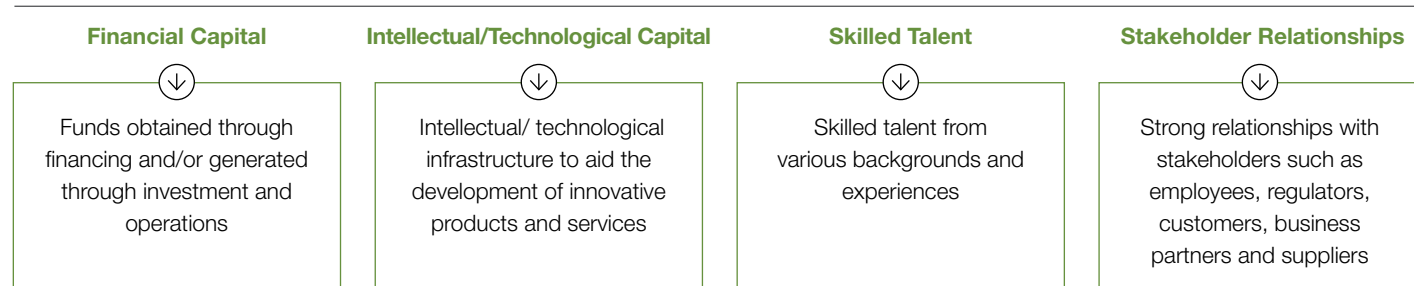 Financial Capital
Funds obtained through
financing and/or generated
through investment and
operations
Intellectual/Technological Capital
Intellectual/ technological
infrastructure to aid the
development of innovative
products and services
Skilled Talent
Skilled talent from
various backgrounds and
experiences
Stakeholder Relationships
Strong relationships with
stakeholders such as
employees, regulators,
customers, business
partners and suppliers